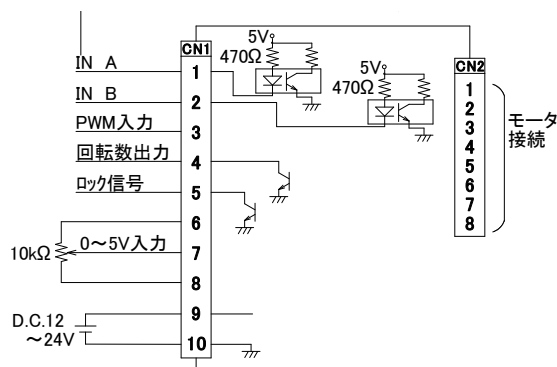 CN1
IN A
1
IN B
2
PWM入力
3
回転数出力
4
ロック信号
5
6
10kΩ
0～5V入力
7
8
D.C.12
～24V
9
10
5V
470Ω
5V
470Ω
CN2
1
2
3
4
5
6
7
8
モータ
接続